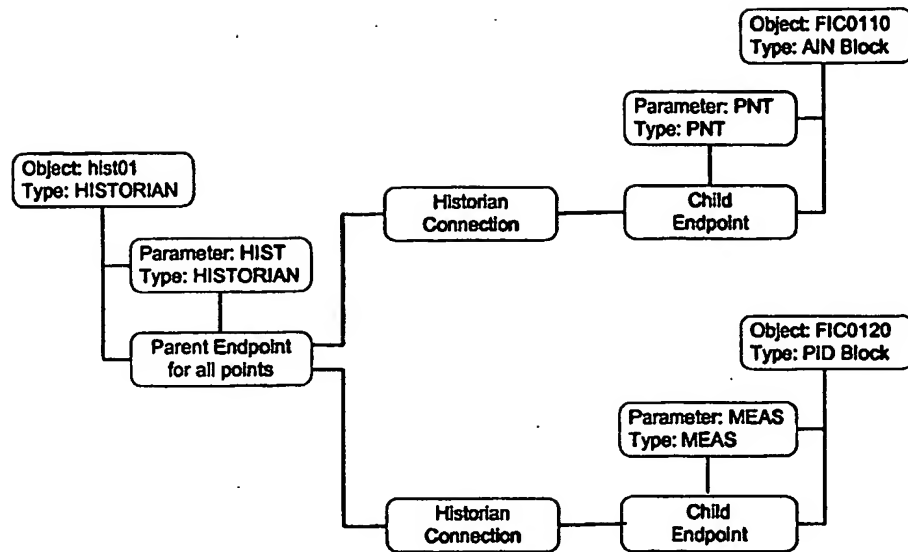 Object: FIC0110
Type: AIN Block
Parameter: PNT
Type: PNT
Object: hist01
Type: HISTORIAN
Historian
Connection
Child
Endpoint
Parameter: HIST
Type: HISTORIAN
Parent Endpoint
for all points
Object: FIC0120
Type: PID Block
Parameter: MEAS
Type: MEAS
Historian
Connection
Child
Endpoint